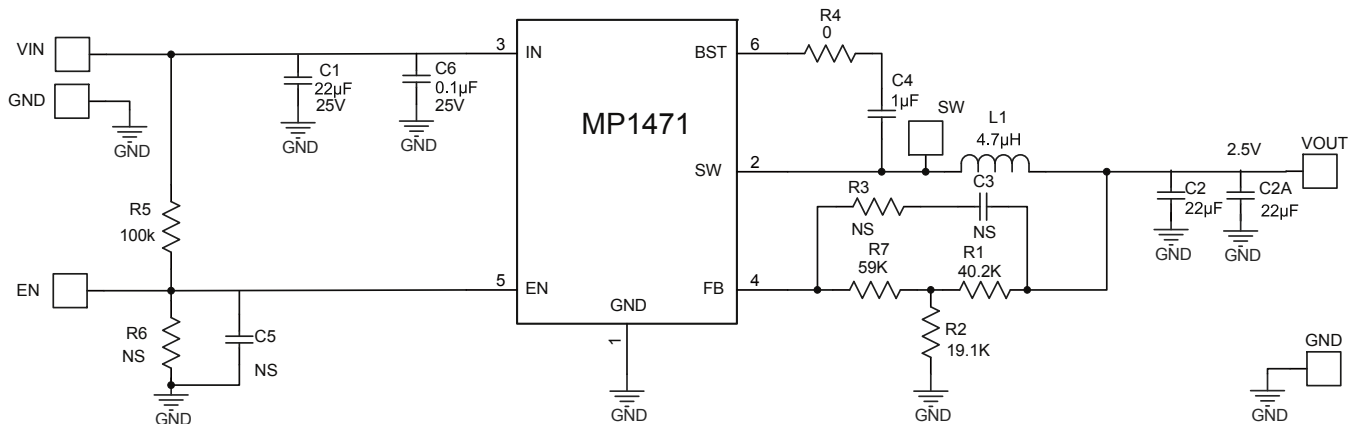 VIN
GND
GND
R5
100k
EN
R6
NS
C5
NS
GND
C1
22µF
25V
GND
C6
0.1µF
25V
GND
3
IN
5
EN
MP1471
GND
1
GND
BST
6
SW
2
FB
4
R4
0
C4
1µF
SW
L1
4.7µH
R3
NS
C3
NS
R7
59K
R1
40.2K
R2
19.1K
GND
2.5V
VOUT
C2
22µF
GND
C2A
22µF
GND
GND
GND